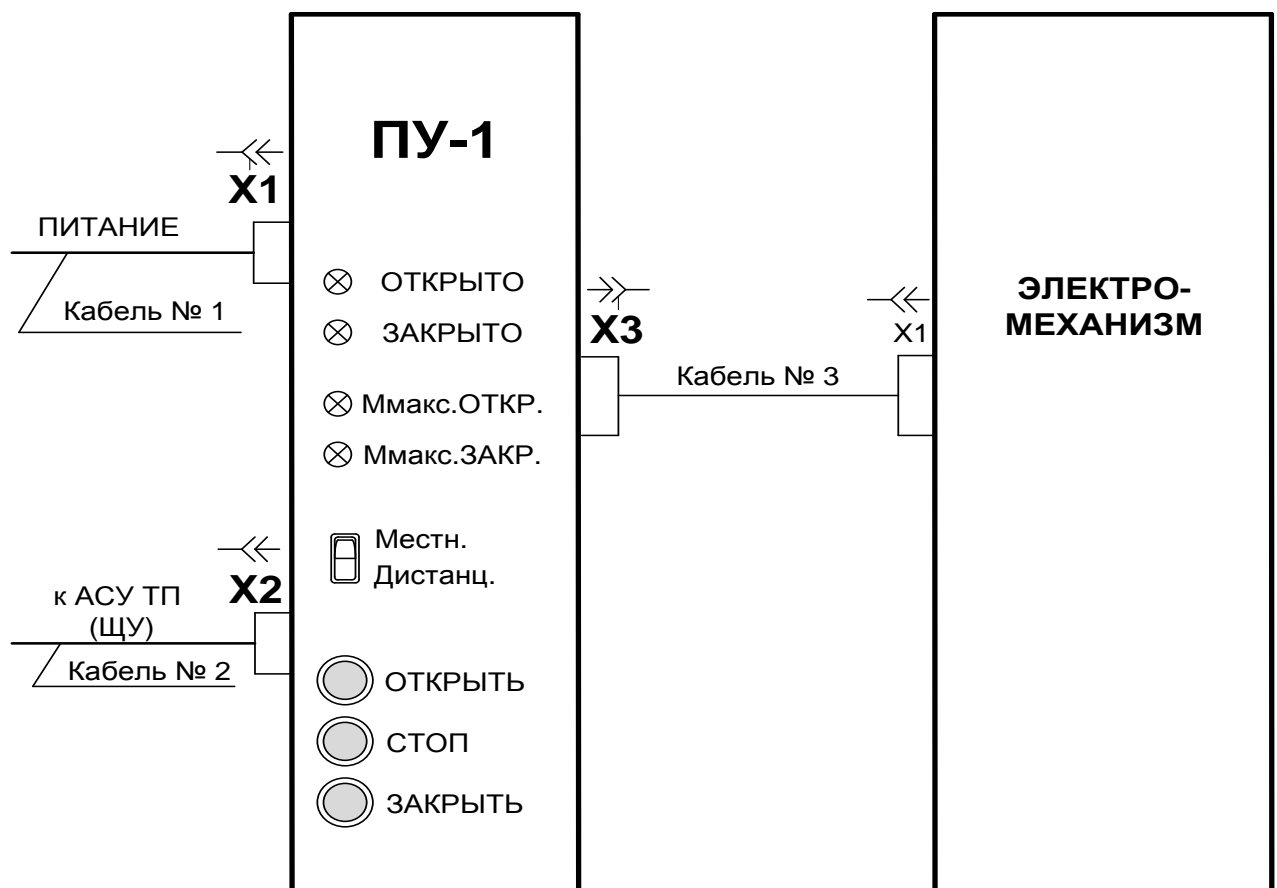 ПУ-1
X1
ПИТАНИЕ
Кабель № 1
ОТКРЫТО
ЗАКРЫТО
Ммакс.ОТКР.
Ммакс.ЗАКР.
Местн.
Дистанц.
X2
к АСУ ТП
(ЩУ)
Кабель № 2
ОТКРЫТЬ
СТОП
ЗАКРЫТЬ
X3
Кабель № 3
X1
ЭЛЕКТРО-
МЕХАНИЗМ